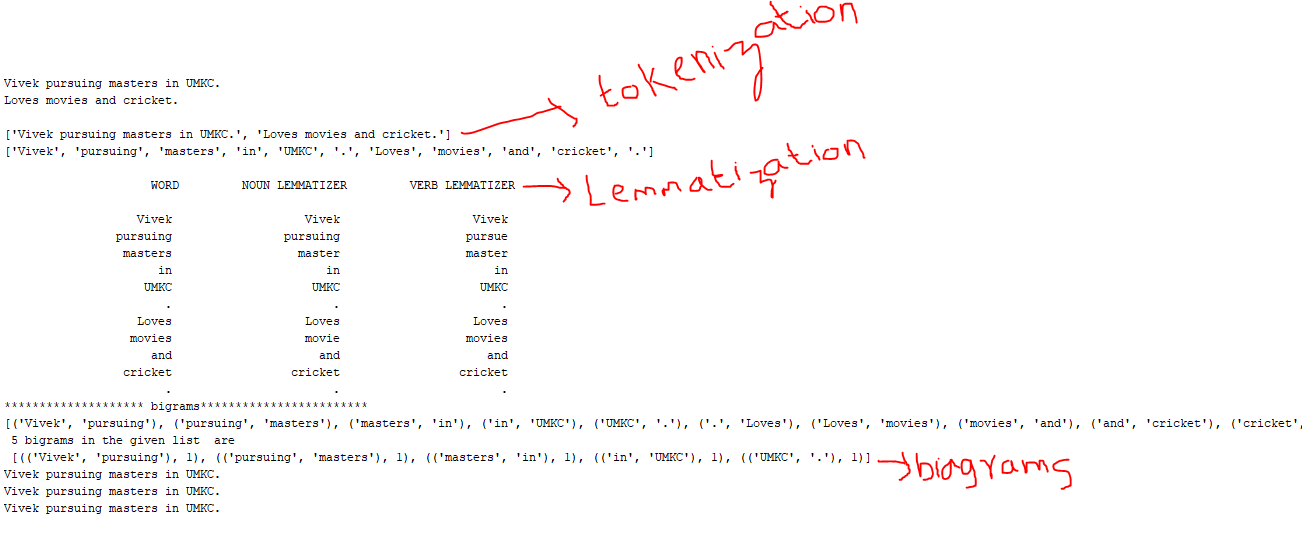 Vivek pursuing masters in UMKC.
Loves movies and cricket.
tokenization
['Vivek pursuing masters in UMKC.', 'Loves movies and cricket.']
['Vivek', 'pursuing', 'masters', 'in', 'UMKC', '.', 'Loves', 'movies', 'and', 'cricket', '.']
WORD NOUN LEMMATIZER VERB LEMMATIZER Lemmatization
Vivek Vivek Vivek
pursuing pursuing pursue
masters master master
in in in
UMKC UMKC UMKC
. . .
Loves Loves Loves
movies movie movies
and and and
cricket cricket cricket
. . .
******************** bigrams************************
[('Vivek', 'pursuing'), ('pursuing', 'masters'), ('masters', 'in'), ('in', 'UMKC'), ('UMKC', '.'), ('.', 'Loves'), ('Loves', 'movies'), ('movies', 'and'), ('and', 'cricket'), ('cricket',
5 bigrams in the given list are
[(('Vivek', 'pursuing'), 1), (('pursuing', 'masters'), 1), (('masters', 'in'), 1), (('in', 'UMKC'), 1), (('UMKC', '.'), 1)] biograms
Vivek pursuing masters in UMKC.
Vivek pursuing masters in UMKC.
Vivek pursuing masters in UMKC.